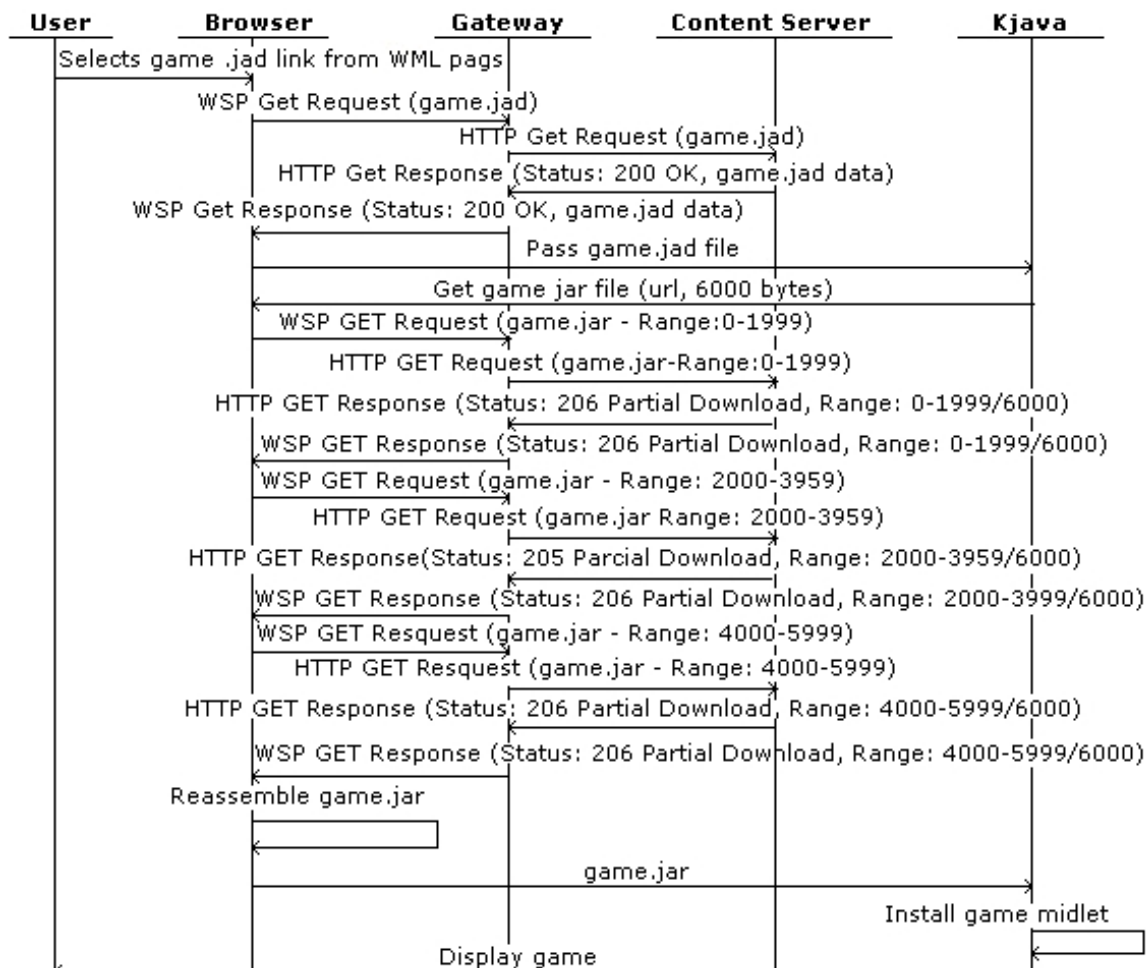 User Browser Gateway Content Server Kjava
Selects game .jad link from WML pags
WSP Get Request (game.jad)
HTTP Get Request (game.jad)
HTTP Get Response (Status: 200 OK, game.jad data)
WSP Get Response (Status: 200 OK, game.jad data)
Pass game.jad file
Get game jar file (url, 6000 bytes)
WSP GET Request (game.jar - Range:0-1999)
HTTP GET Request (game.jar-Range:0-1999)
HTTP GET Response (Status: 206 Partial Download, Range: 0-1999/6000)
WSP GET Response (Status: 206 Partial Download, Range: 0-1999/6000)
WSP GET Request (game.jar - Range: 2000-3959)
HTTP GET Request (game.jar Range: 2000-3959)
HTTP GET Response(Status: 205 Parcial Download, Range: 2000-3959/6000)
WSP GET Response (Status: 206 Partial Download, Range: 2000-3999/6000)
WSP GET Resquest (game.jar - Range: 4000-5999)
HTTP GET Resquest (game.jar - Range: 4000-5999)
HTTP GET Response (Status: 206 Partial Download, Range: 4000-5999/6000)
WSP GET Response (Status: 206 Partial Download, Range: 4000-5999/6000)
Reassemble game.jar
game.jar
Install game midlet
Display game